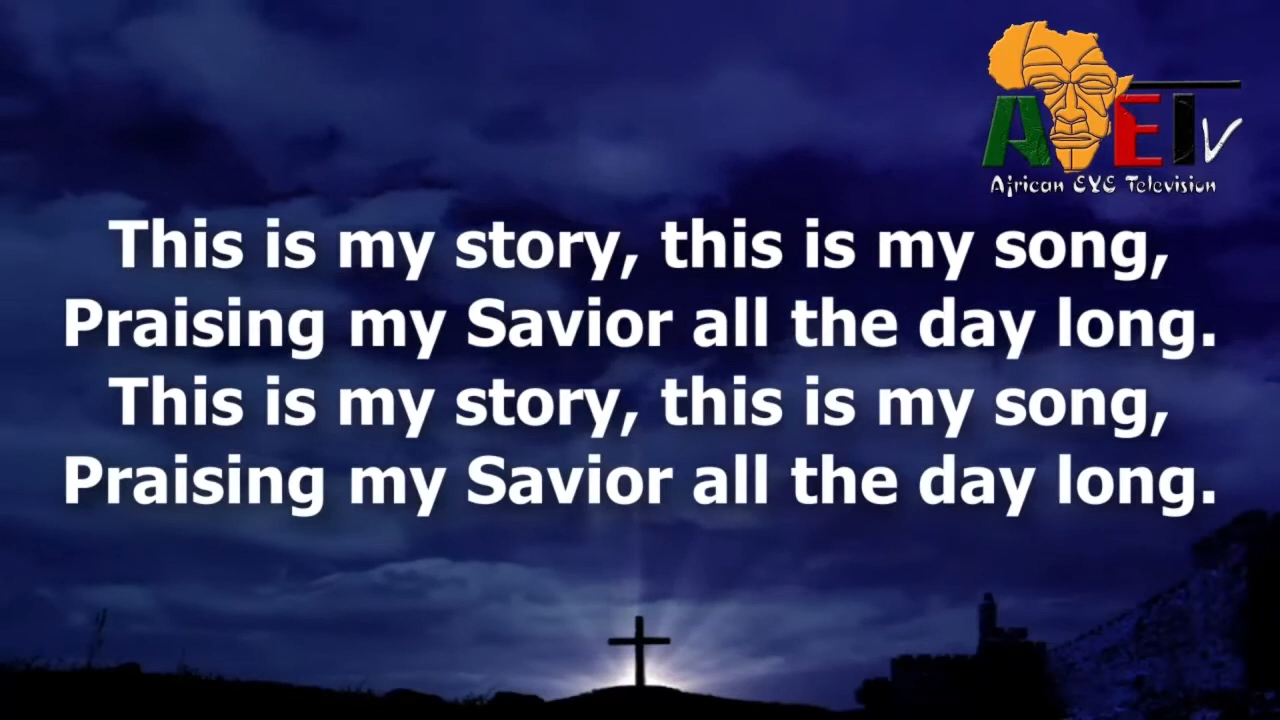 AETV
African EYE Television
This is my story, this is my song,
Praising my Savior all the day long.
This is my story, this is my song,
Praising my Savior all the day long.